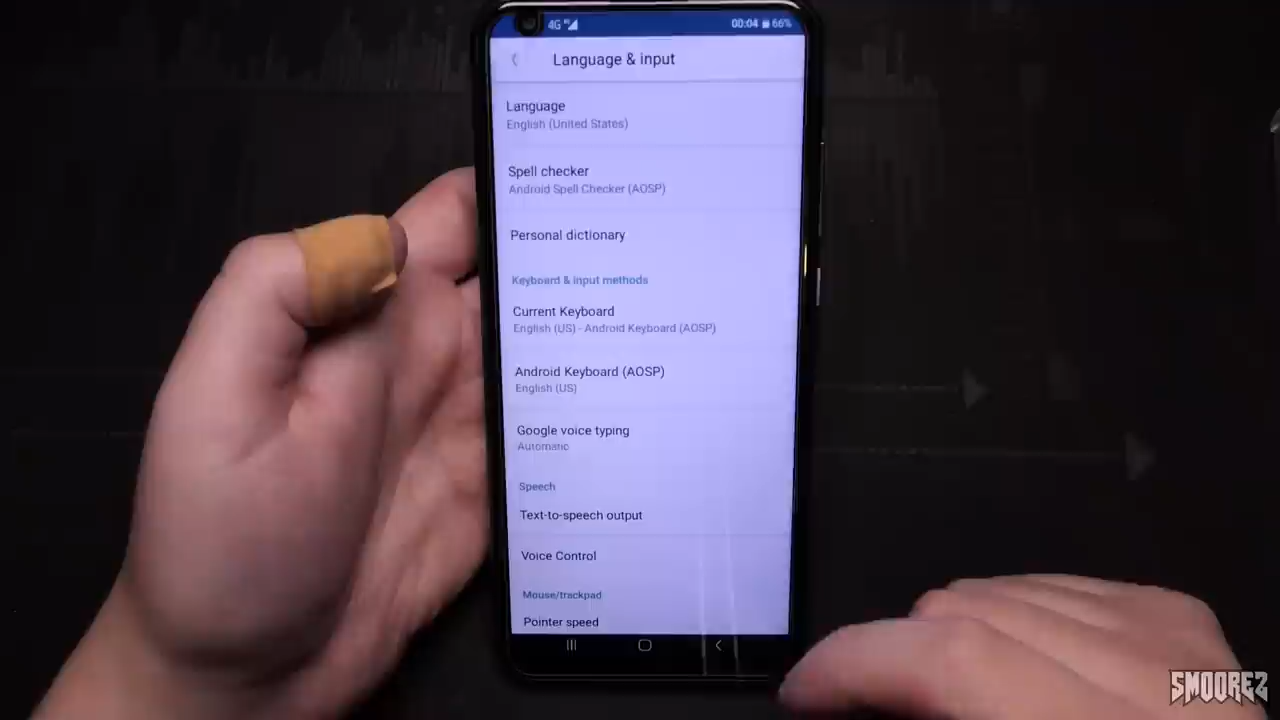 4G 00:04 66%
Language & input
Language
English (United States)
Spell checker
Android Spell Checker (AOSP)
Personal dictionary
Keyboard & input methods
Current Keyboard
English (US) - Android Keyboard (AOSP)
Android Keyboard (AOSP)
English (US)
Google voice typing
Automatic
Speech
Text-to-speech output
Voice Control
Mouse/trackpad
Pointer speed
SMOOREZ